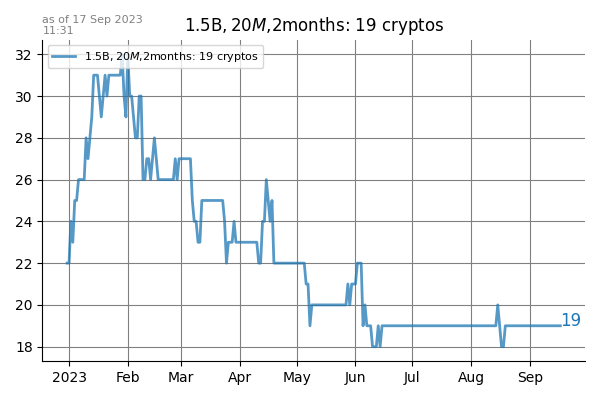 as of 17 Sep 2023
11:31
1.5B, 20M,2months: 19 cryptos
1.5B, 20M,2months: 19 cryptos
32
30
28
26
24
22
20
18
19
2023 Feb Mar Apr May Jun Jul Aug Sep